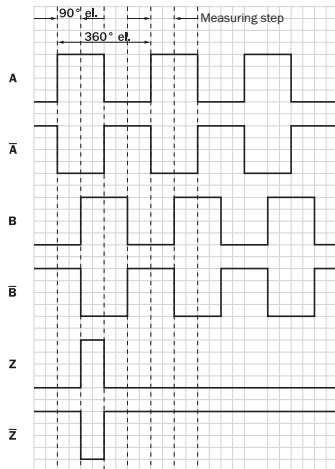 90° el.
Measuring step
360° el.
A
A̅
B
B̅
Z
Z̅